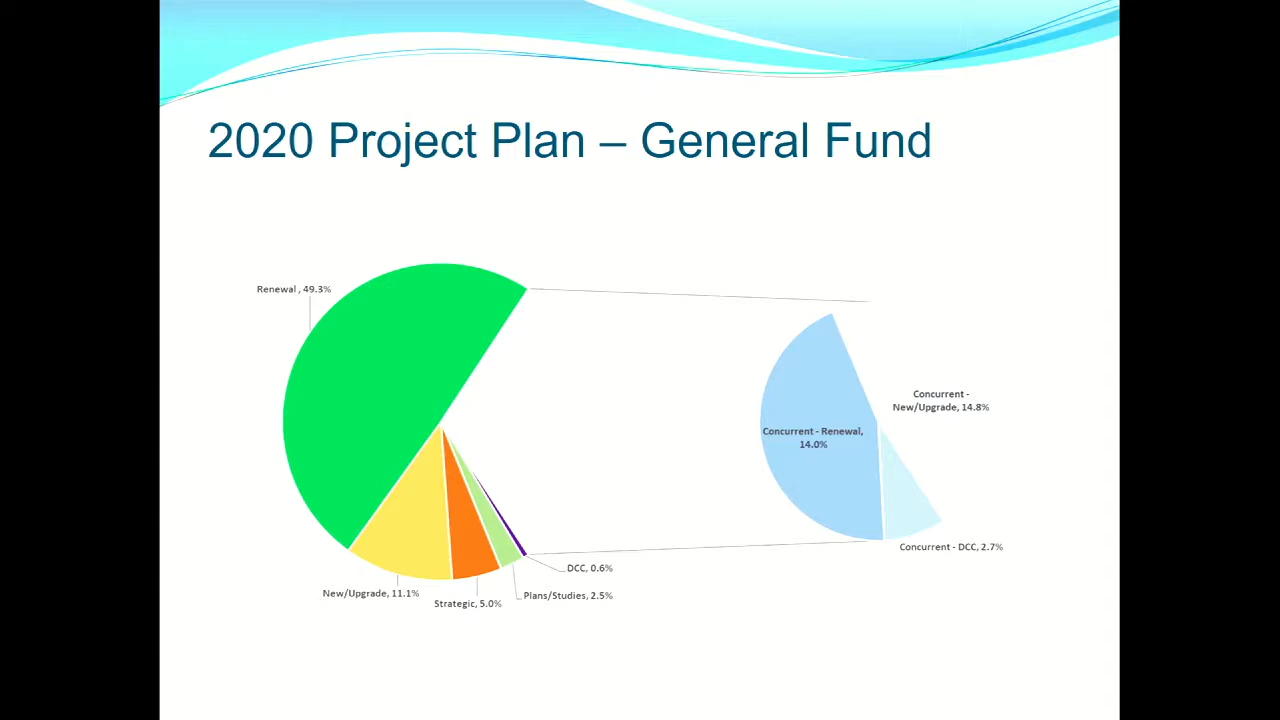 2020 Project Plan – General Fund
Renewal , 49.3%
Concurrent -
New/Upgrade, 14.8%
Concurrent - Renewal,
14.0%
Concurrent - DCC, 2.7%
DCC, 0.6%
New/Upgrade, 11.1%
Plans/Studies, 2.5%
Strategic, 5.0%